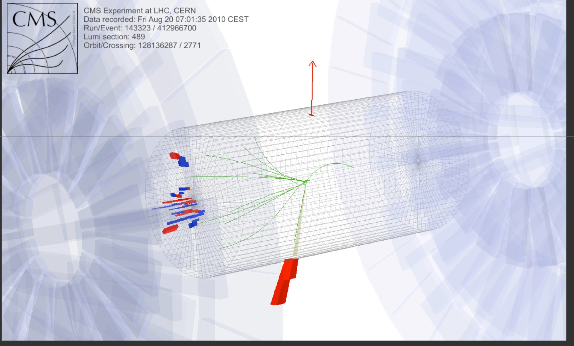 CMS
CMS Experiment at LHC, CERN
Data recorded: Fri Aug 20 07:01:35 2010 CEST
Run/Event: 143323 / 412966700
Lumi section: 489
Orbit/Crossing: 128136287 / 2771